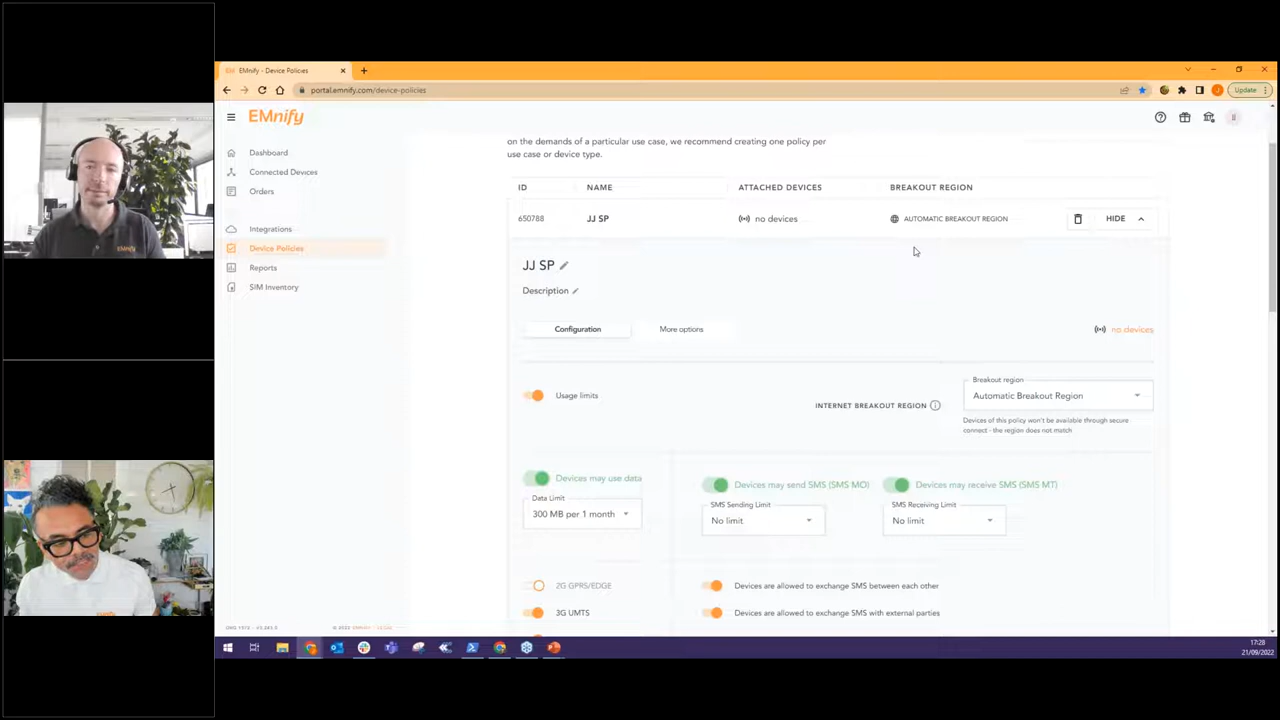 EM EMnify - Device Policies
portal.emnify.com/device-policies
Update
EMnify
on the demands of a particular use case, we recommend creating one policy per
use case or device type.
Dashboard
Connected Devices
Orders
Integrations
Device Policies
Reports
SIM Inventory
ID NAME ATTACHED DEVICES BREAKOUT REGION
650788 JJ SP no devices AUTOMATIC BREAKOUT REGION HIDE
JJ SP
Description
Configuration More options no devices
Usage limits
INTERNET BREAKOUT REGION
Breakout region
Automatic Breakout Region
Devices of this policy won't be available through secure
connect - the region does not match
Devices may use data
Data Limit
300 MB per 1 month
Devices may send SMS (SMS MO)
SMS Sending Limit
No limit
Devices may receive SMS (SMS MT)
SMS Receiving Limit
No limit
2G GPRS/EDGE
Devices are allowed to exchange SMS between each other
3G UMTS
Devices are allowed to exchange SMS with external parties
17:28
21/09/2022